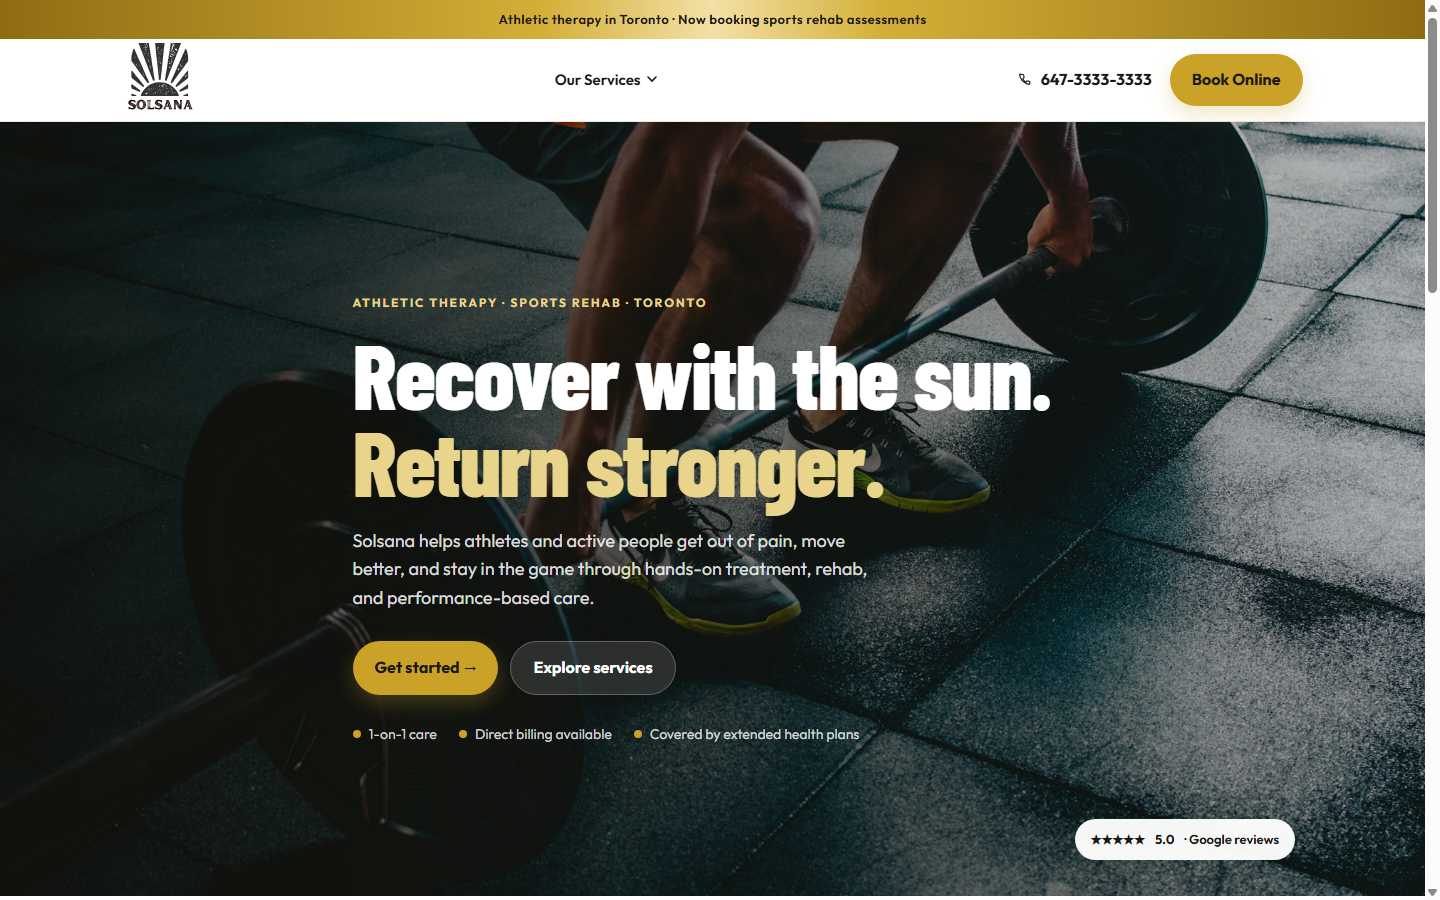 Athletic therapy in Toronto · Now booking sports rehab assessments
SOLSANA
Our Services
647-3333-3333
Book Online
ATHLETIC THERAPY · SPORTS REHAB · TORONTO
Recover with the sun.
Return stronger.
Solsana helps athletes and active people get out of pain, move
better, and stay in the game through hands-on treatment, rehab,
and performance-based care.
Get started →
Explore services
1-on-1 care
Direct billing available
Covered by extended health plans
★★★★★ 5.0 · Google reviews